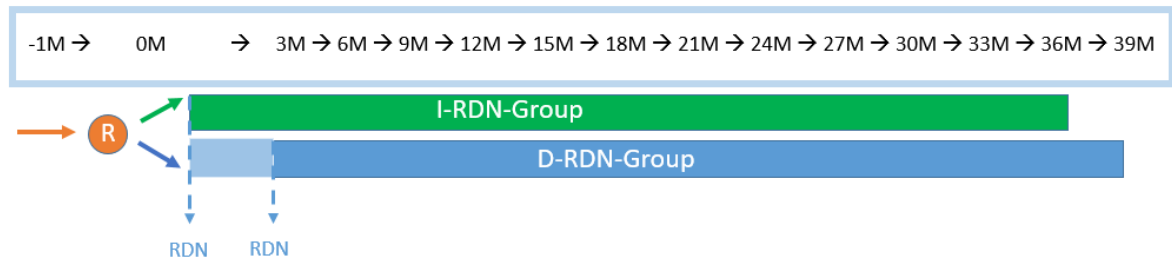 -1M → 0M → 3M → 6M → 9M → 12M → 15M → 18M → 21M → 24M → 27M → 30M → 33M → 36M → 39M
I-RDN-Group
R
D-RDN-Group
RDN RDN